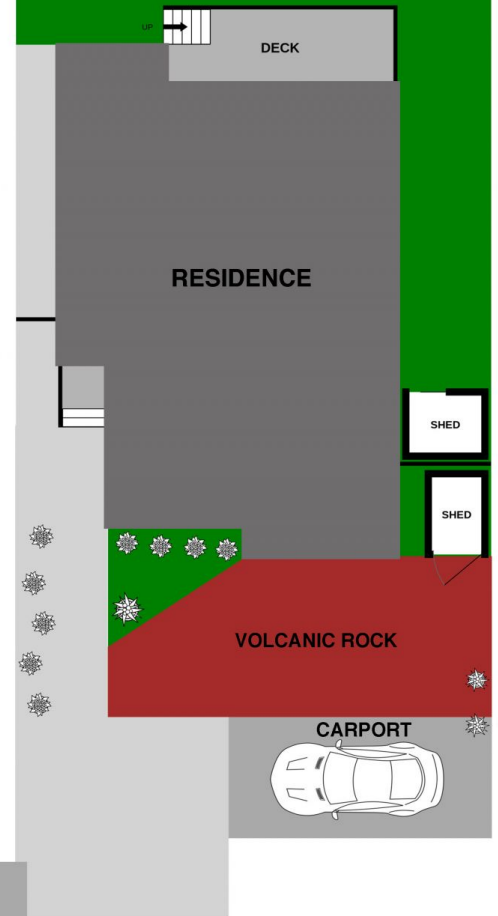 UP
DECK
RESIDENCE
SHED
SHED
VOLCANIC ROCK
CARPORT